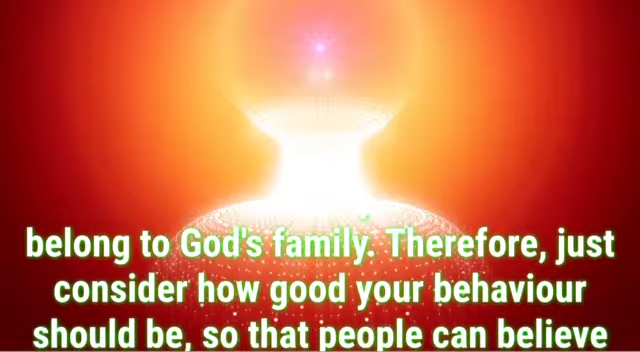 belong to God's family. Therefore, just
consider how good your behaviour
should be, so that people can believe